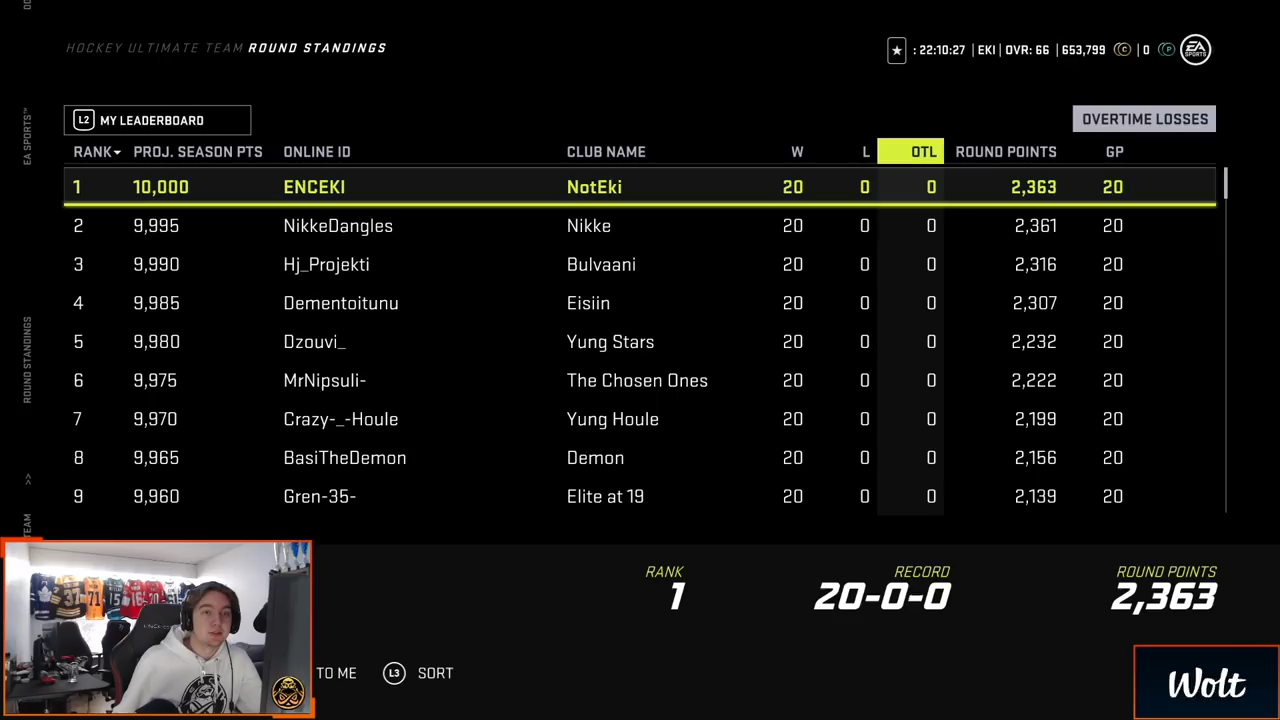 HOCKEY ULTIMATE TEAM ROUND STANDINGS
: 22:10:27 | EKI | OVR: 66 | 653,799 C | 0 P EA SPORTS
L2 MY LEADERBOARD
OVERTIME LOSSES
RANK PROJ. SEASON PTS ONLINE ID CLUB NAME W L OTL ROUND POINTS GP
1 10,000 ENCEKI NotEki 20 0 0 2,363 20
2 9,995 NikkeDangles Nikke 20 0 0 2,361 20
3 9,990 Hj_Projekti Bulvaani 20 0 0 2,316 20
4 9,985 Dementoitunu Eisiin 20 0 0 2,307 20
5 9,980 Dzouvi_ Yung Stars 20 0 0 2,232 20
6 9,975 MrNipsuli- The Chosen Ones 20 0 0 2,222 20
7 9,970 Crazy-_-Houle Yung Houle 20 0 0 2,199 20
8 9,965 BasiTheDemon Demon 20 0 0 2,156 20
9 9,960 Gren-35- Elite at 19 20 0 0 2,139 20
EA SPORTS™
ROUND STANDINGS
>>
TEAM
RANK RECORD ROUND POINTS
1 20-0-0 2,363
TO ME L3 SORT
Wolt